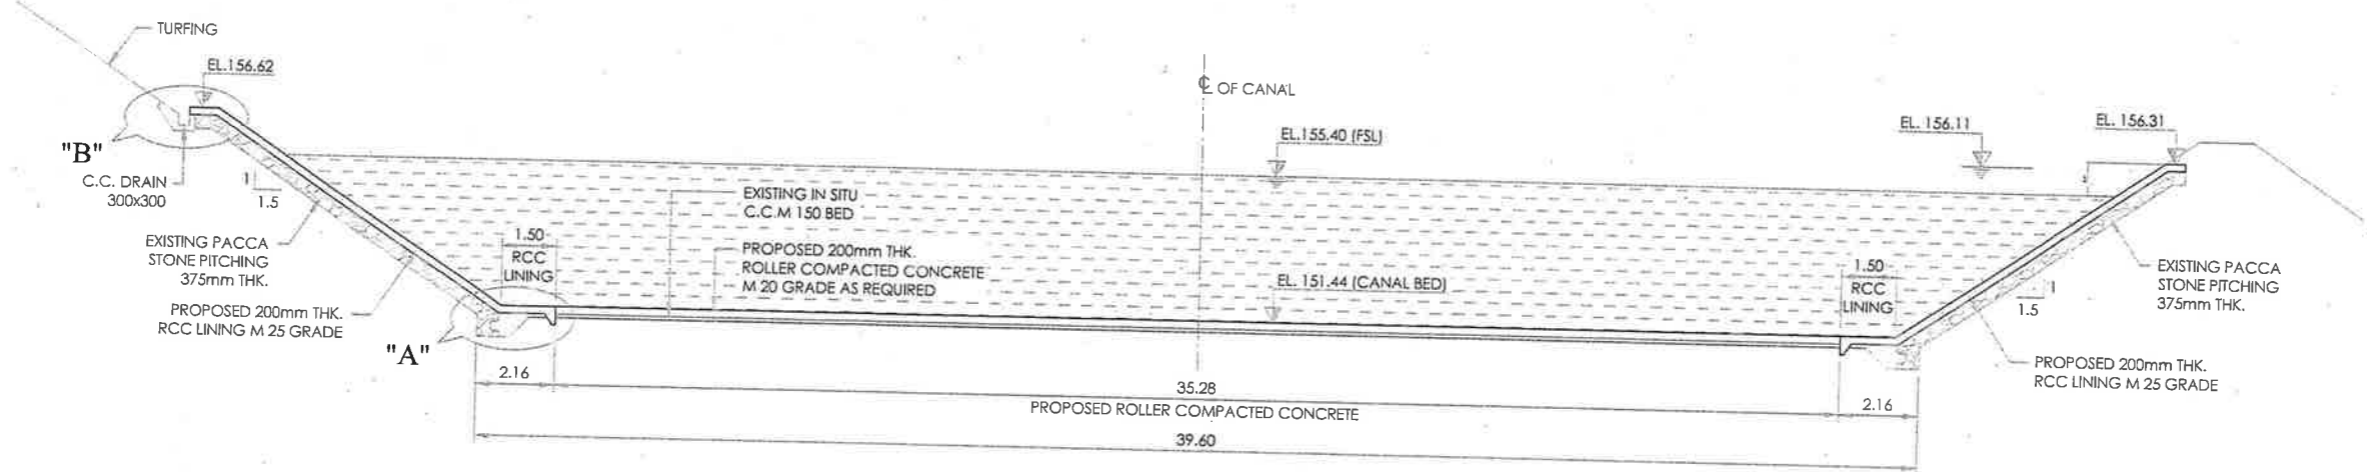 TURFING
EL.156.62
"B"
C.C. DRAIN
300x300
1
1.5
EXISTING PACCA
STONE PITCHING
375mm THK.
PROPOSED 200mm THK.
RCC LINING M 25 GRADE
"A"
1.50
RCC
LINING
EXISTING IN SITU
C.C.M 150 BED
PROPOSED 200mm THK.
ROLLER COMPACTED CONCRETE
M 20 GRADE AS REQUIRED
℄ OF CANAL
EL.155.40 (FSL)
EL. 151.44 (CANAL BED)
EL. 156.11
EL. 156.31
1.50
RCC
LINING
1
1.5
EXISTING PACCA
STONE PITCHING
375mm THK.
PROPOSED 200mm THK.
RCC LINING M 25 GRADE
2.16
35.28
PROPOSED ROLLER COMPACTED CONCRETE
2.16
39.60